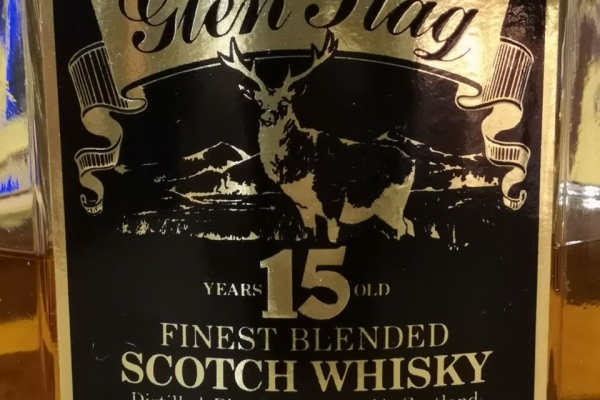 Glen Stag
YEARS 15 OLD
FINEST BLENDED
SCOTCH WHISKY